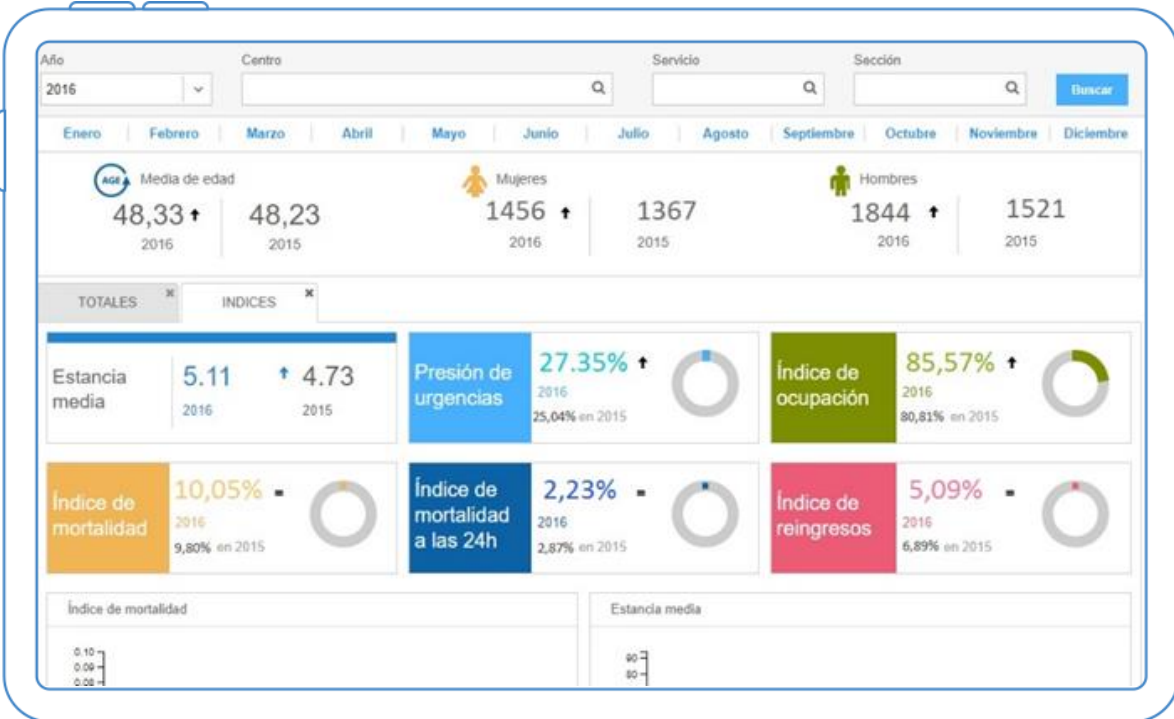 Año Centro Servicio Sección
2016 Buscar
Enero Febrero Marzo Abril Mayo Junio Julio Agosto Septiembre Octubre Noviembre Diciembre
AGE Media de edad
48,33 48,23
2016 2015
Mujeres
1456 1367
2016 2015
Hombres
1844 1521
2016 2015
TOTALES INDICES
Estancia
media
5.11 4.73
2016 2015
Presión de
urgencias
27.35%
2016
25,04% en 2015
Índice de
ocupación
85,57%
2016
80,81% en 2015
Índice de
mortalidad
10,05% =
2016
9,80% en 2015
Índice de
mortalidad
a las 24h
2,23% =
2016
2,87% en 2015
Índice de
reingresos
5,09% =
2016
6,89% en 2015
Índice de mortalidad
0.10
0.09
0.08
Estancia media
90
80